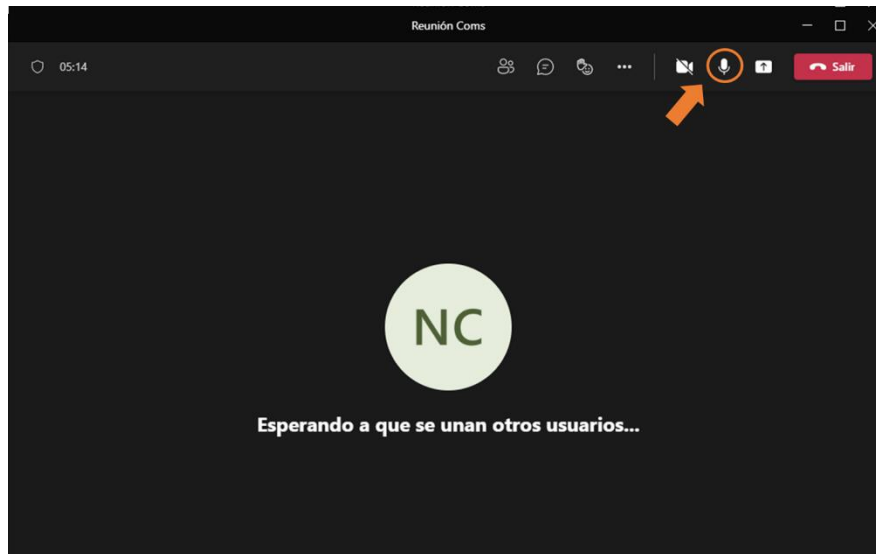 Reunión Coms
05:14
Salir
NC
Esperando a que se unan otros usuarios...